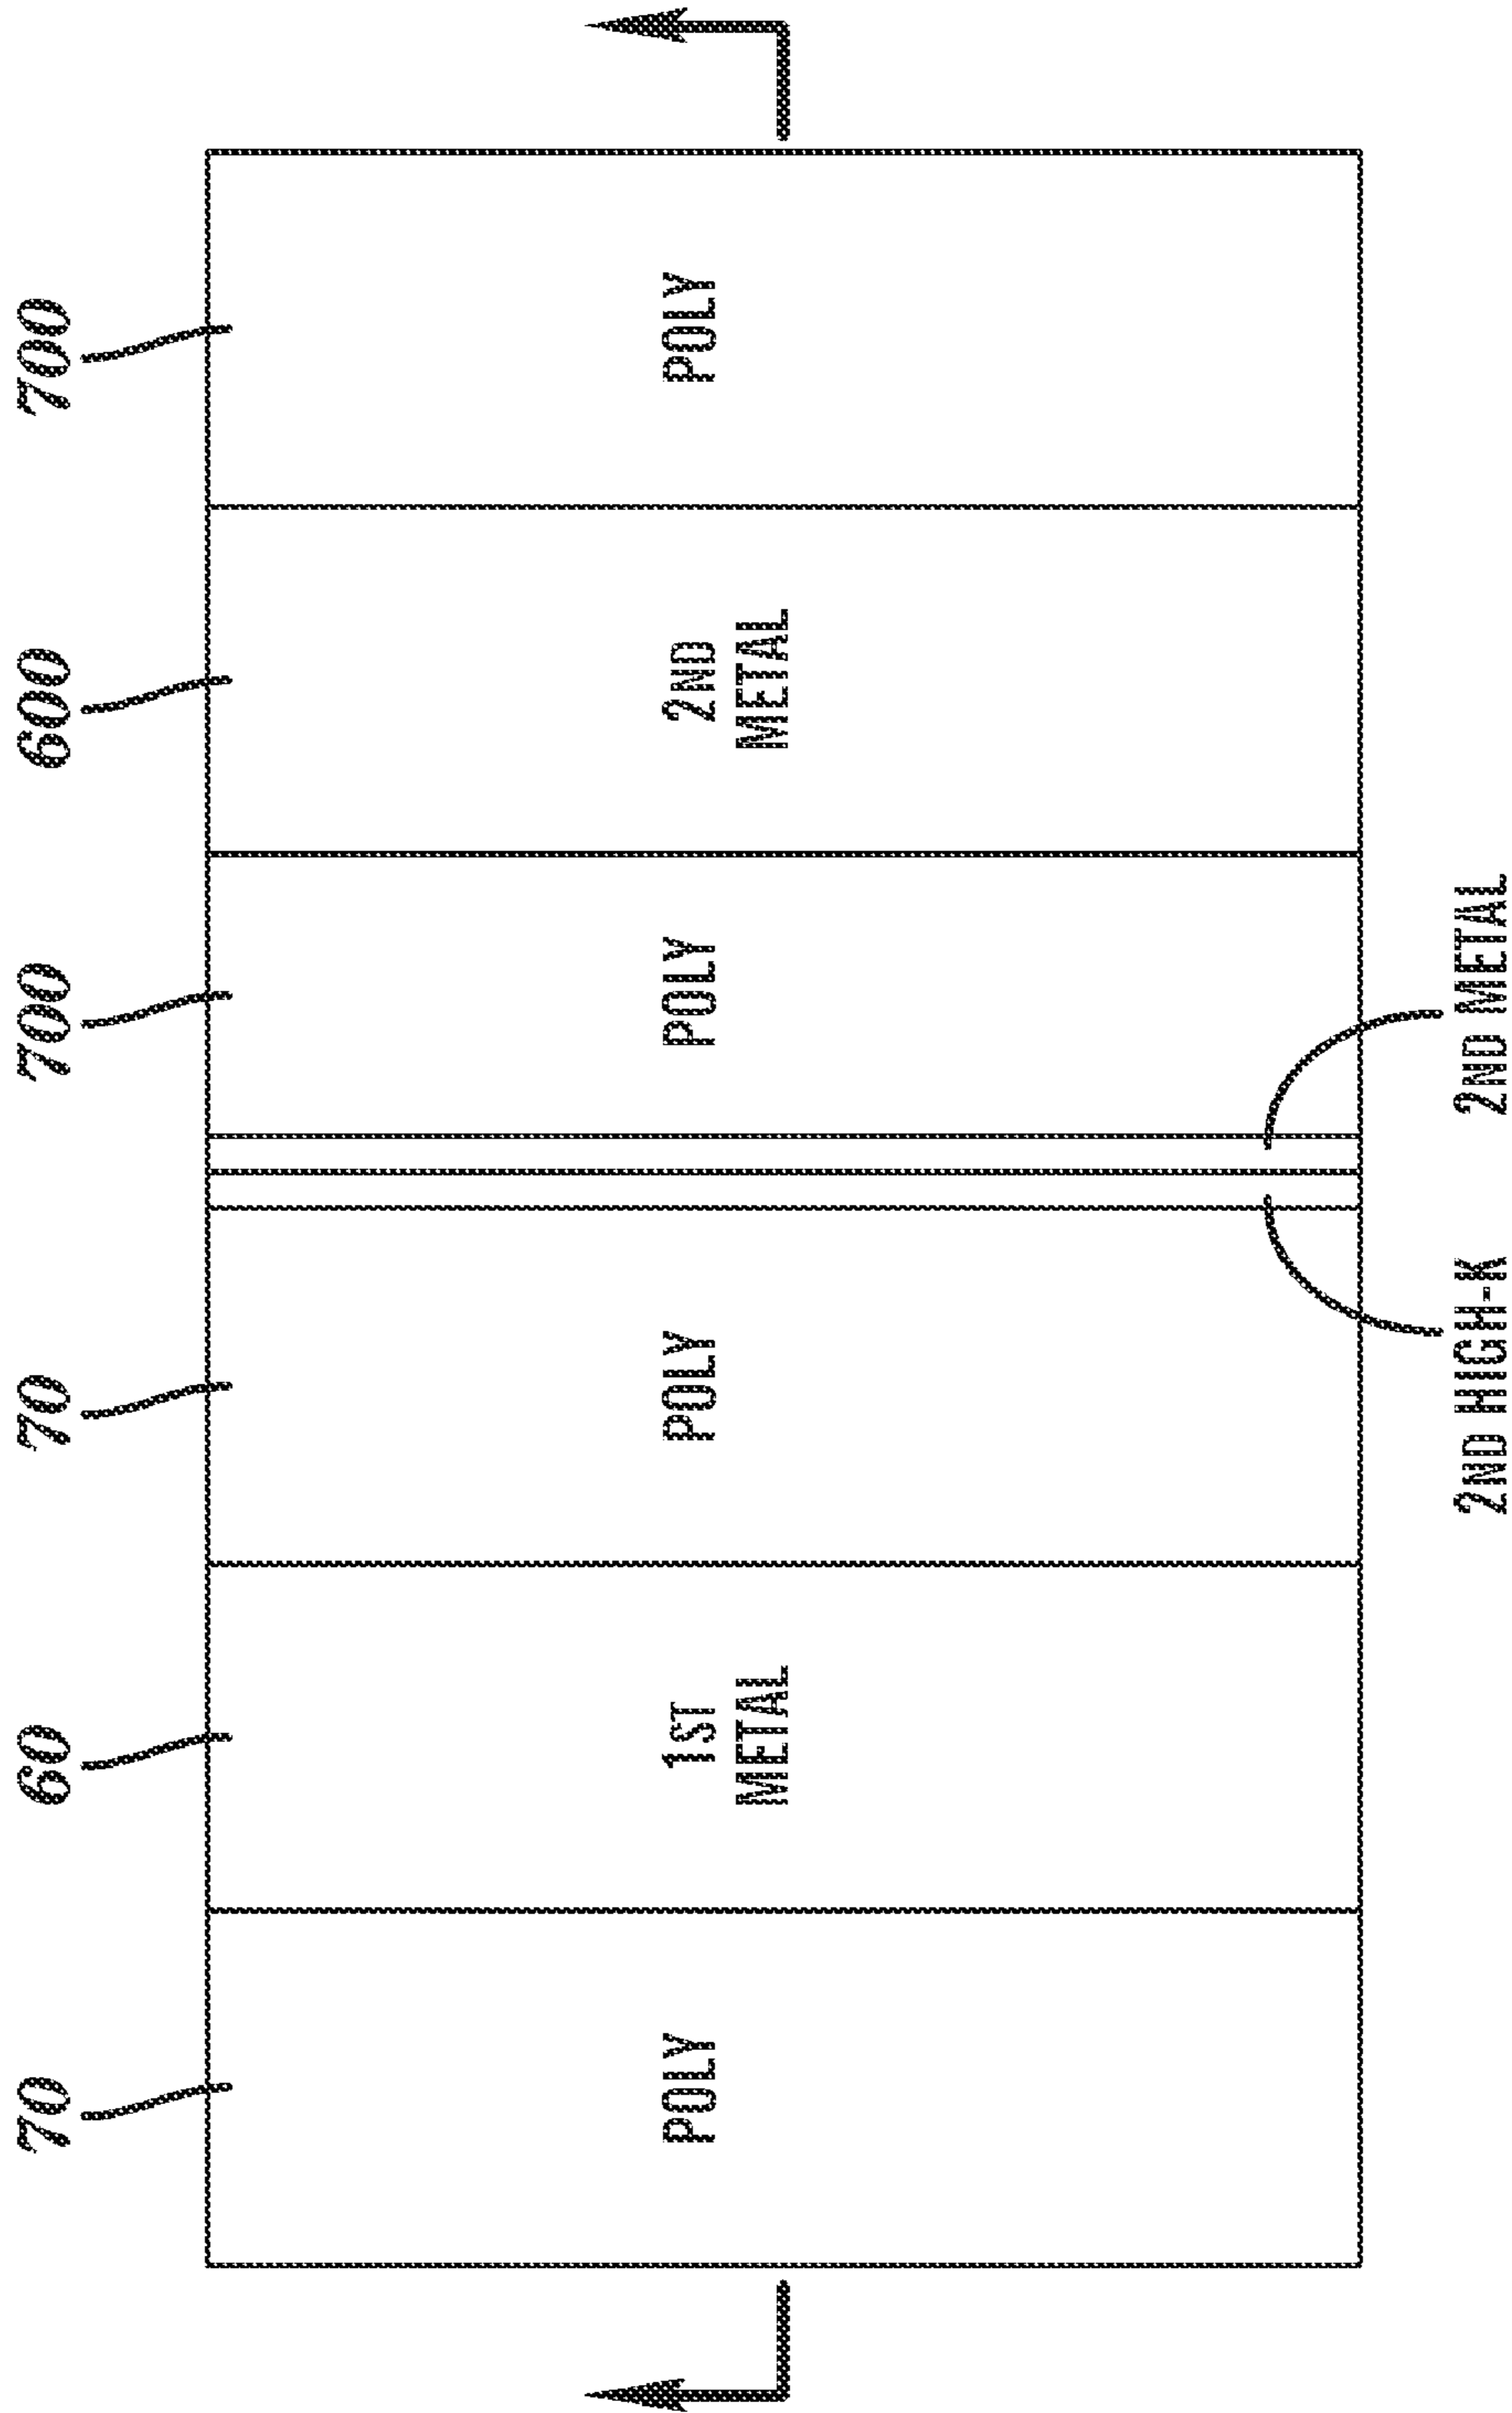 70
60
70
700
600
700
POLY
1ST
METAL
POLY
POLY
2ND
METAL
POLY
2ND HIGH-K
2ND METAL